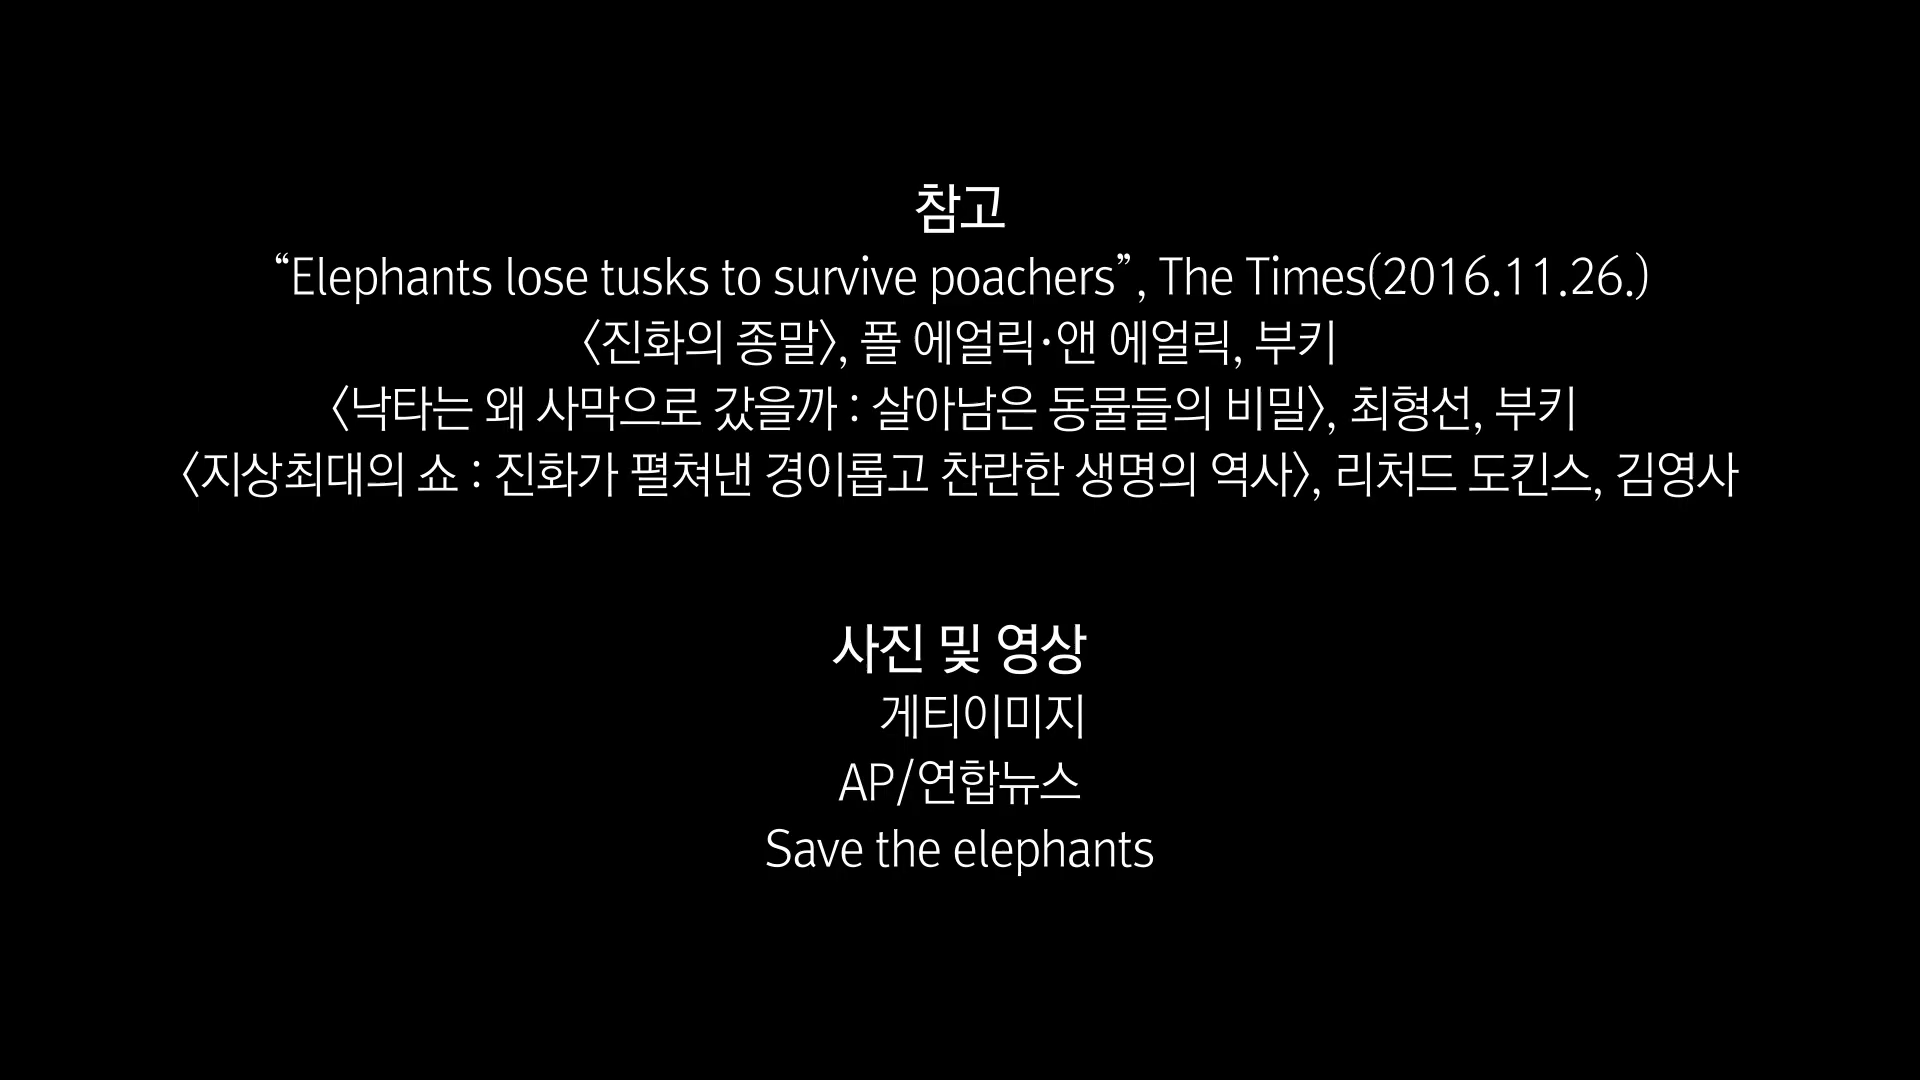 참고
“Elephants lose tusks to survive poachers”, The Times(2016.11.26.)
〈진화의 종말〉, 폴 에얼릭·앤 에얼릭, 부키
〈낙타는 왜 사막으로 갔을까 : 살아남은 동물들의 비밀〉, 최형선, 부키
〈지상최대의 쇼 : 진화가 펼쳐낸 경이롭고 찬란한 생명의 역사〉, 리처드 도킨스, 김영사
사진 및 영상
게티이미지
AP/연합뉴스
Save the elephants